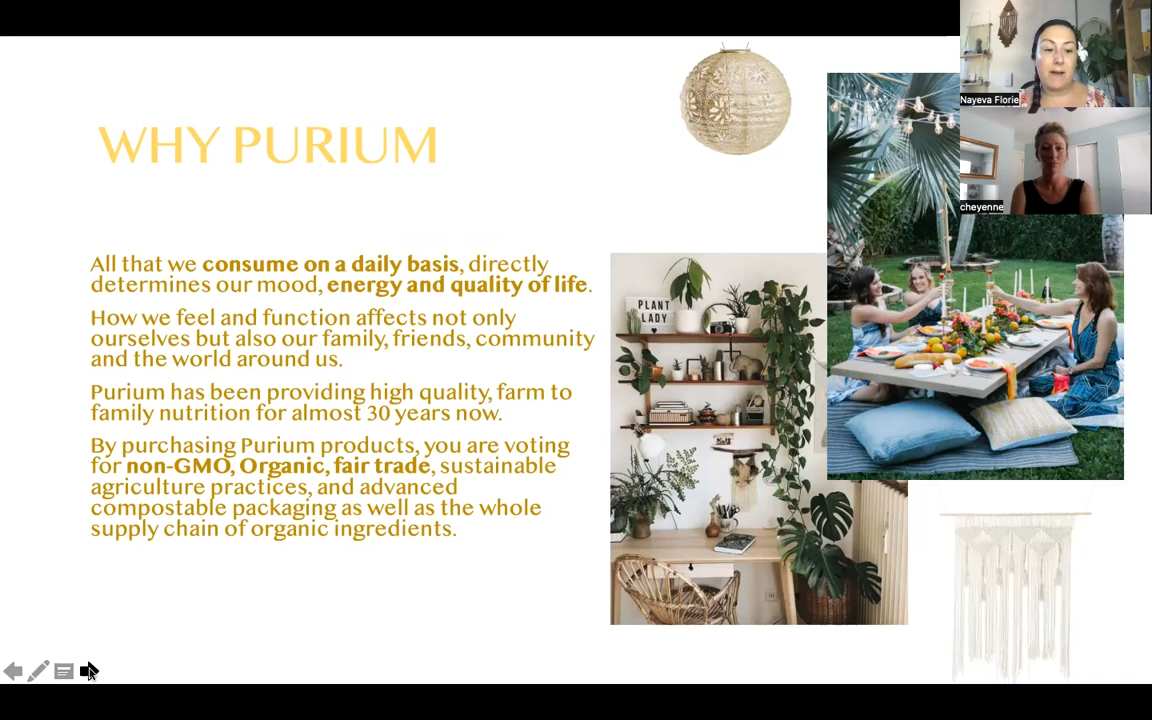 WHY PURIUM
All that we consume on a daily basis, directly
determines our mood, energy and quality of life.
How we feel and function affects not only
ourselves but also our family, friends, community
and the world around us.
Purium has been providing high quality, farm to
family nutrition for almost 30 years now.
By purchasing Purium products, you are voting
for non-GMO, Organic, fair trade, sustainable
agriculture practices, and advanced
compostable packaging as well as the whole
supply chain of organic ingredients.
PLANT
LADY
Nayeva Florie
cheyenne